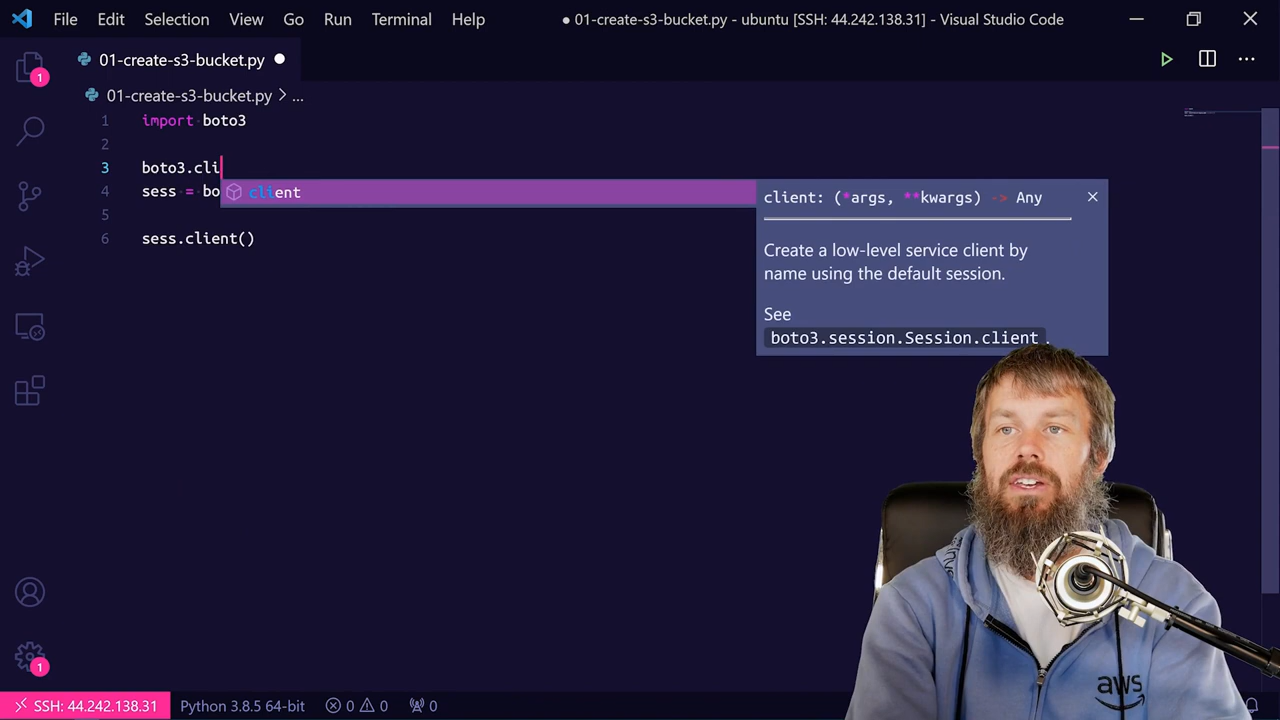 File Edit Selection View Go Run Terminal Help
● 01-create-s3-bucket.py - ubuntu [SSH: 44.242.138.31] - Visual Studio Code
01-create-s3-bucket.py ●
01-create-s3-bucket.py > ...
1 import boto3
2
3 boto3.cli
4 sess = bo
5
6 sess.client()
client
client: (*args, **kwargs) -> Any
Create a low-level service client by
name using the default session.
See
boto3.session.Session.client.
1
1
aws
SSH: 44.242.138.31
Python 3.8.5 64-bit
0 0
0